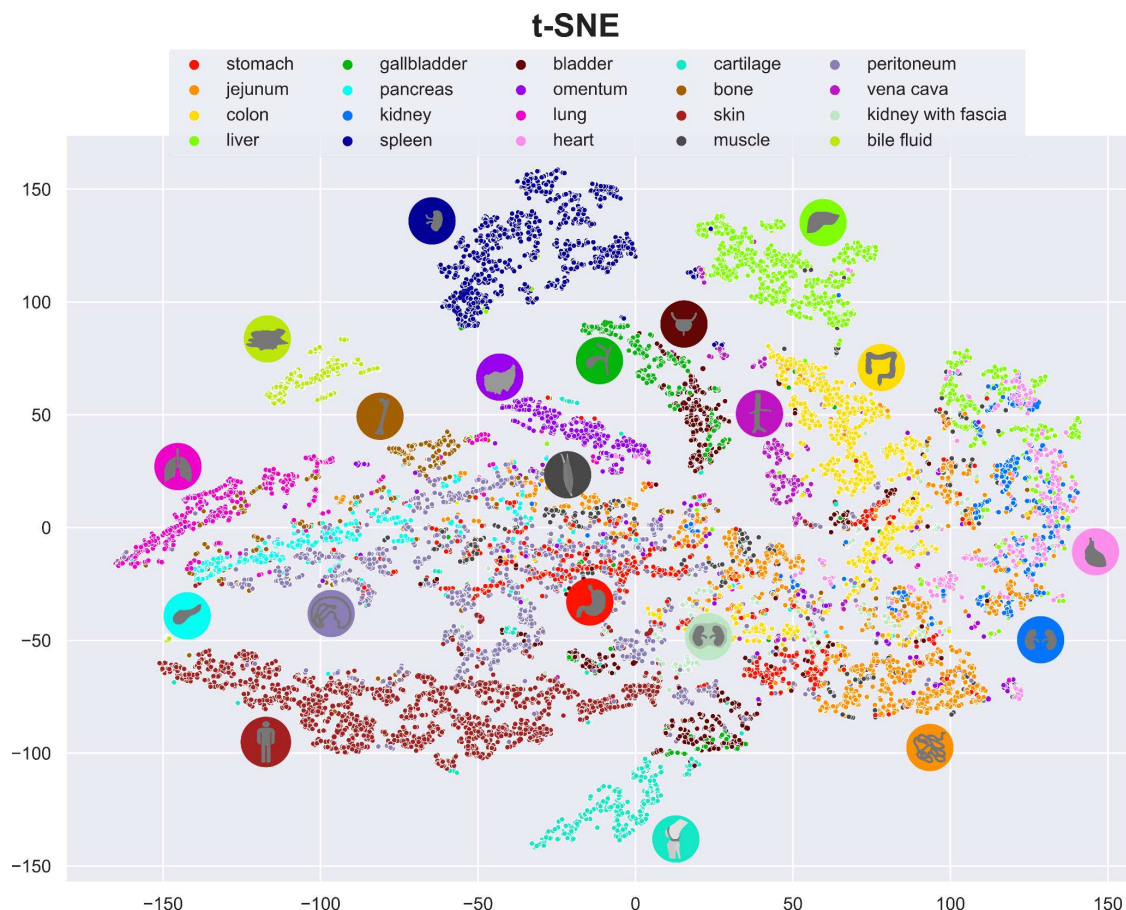 t-SNE
stomach gallbladder bladder cartilage peritoneum
jejunum pancreas omentum bone vena cava
colon kidney lung skin kidney with fascia
liver spleen heart muscle bile fluid
150
100
50
0
−50
−100
−150
−150 −100 −50 0 50 100 150